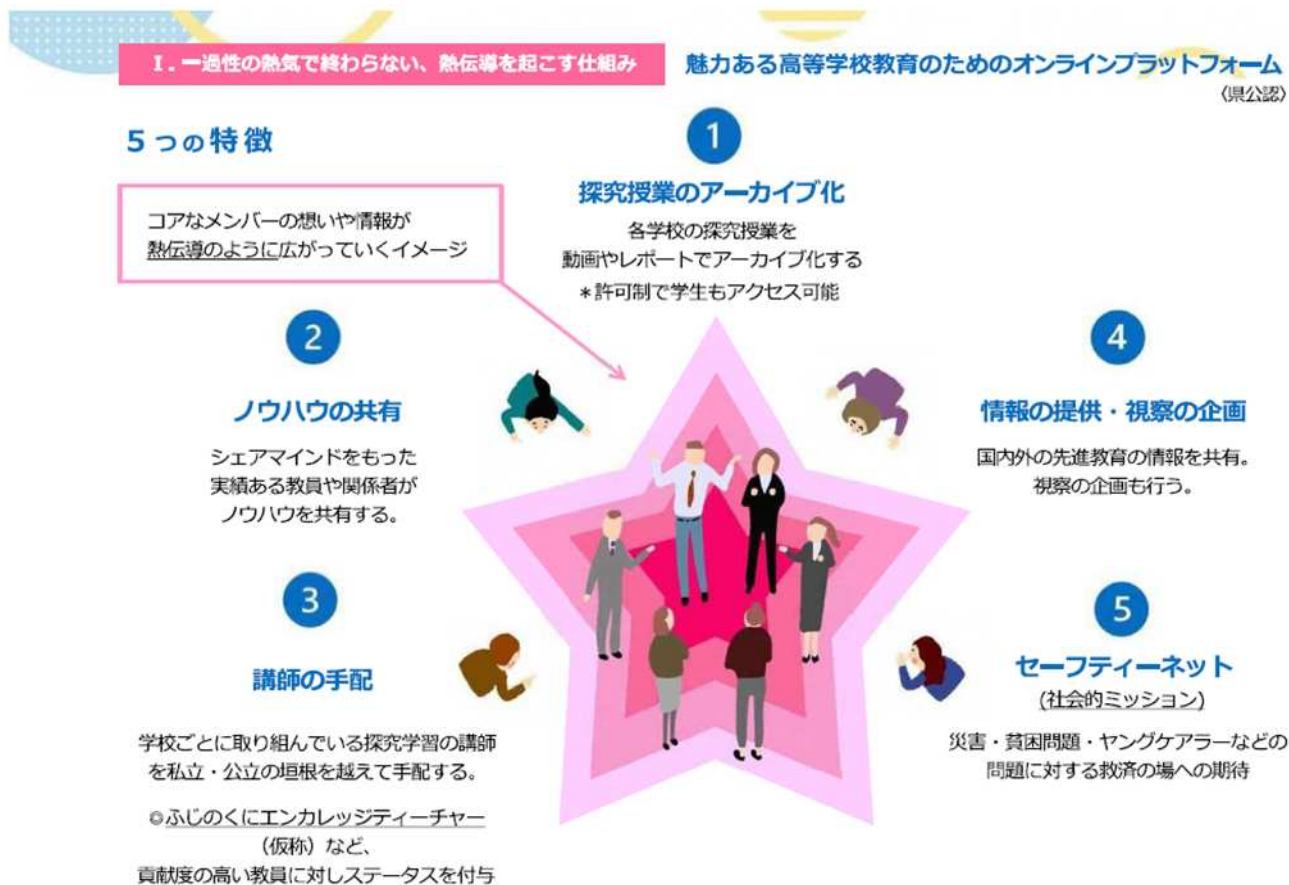 Ⅰ.一過性の熱気で終わらない、熱伝導を起こす仕組み
魅力ある高等学校教育のためのオンラインプラットフォーム
〈県公認〉
5つの特徴
コアなメンバーの想いや情報が
熱伝導のように広がっていくイメージ
1
探究授業のアーカイブ化
各学校の探究授業を
動画やレポートでアーカイブ化する
*許可制で学生もアクセス可能
2
ノウハウの共有
シェアマインドをもった
実績ある教員や関係者が
ノウハウを共有する。
3
講師の手配
学校ごとに取り組んでいる探究学習の講師
を私立・公立の垣根を越えて手配する。
◎ふじのくにエンカレッジティーチャー
(仮称)など、
貢献度の高い教員に対しステータスを付与
4
情報の提供・視察の企画
国内外の先進教育の情報を共有。
視察の企画も行う。
5
セーフティーネット
(社会的ミッション)
災害・貧困問題・ヤングケアラーなどの
問題に対する救済の場への期待